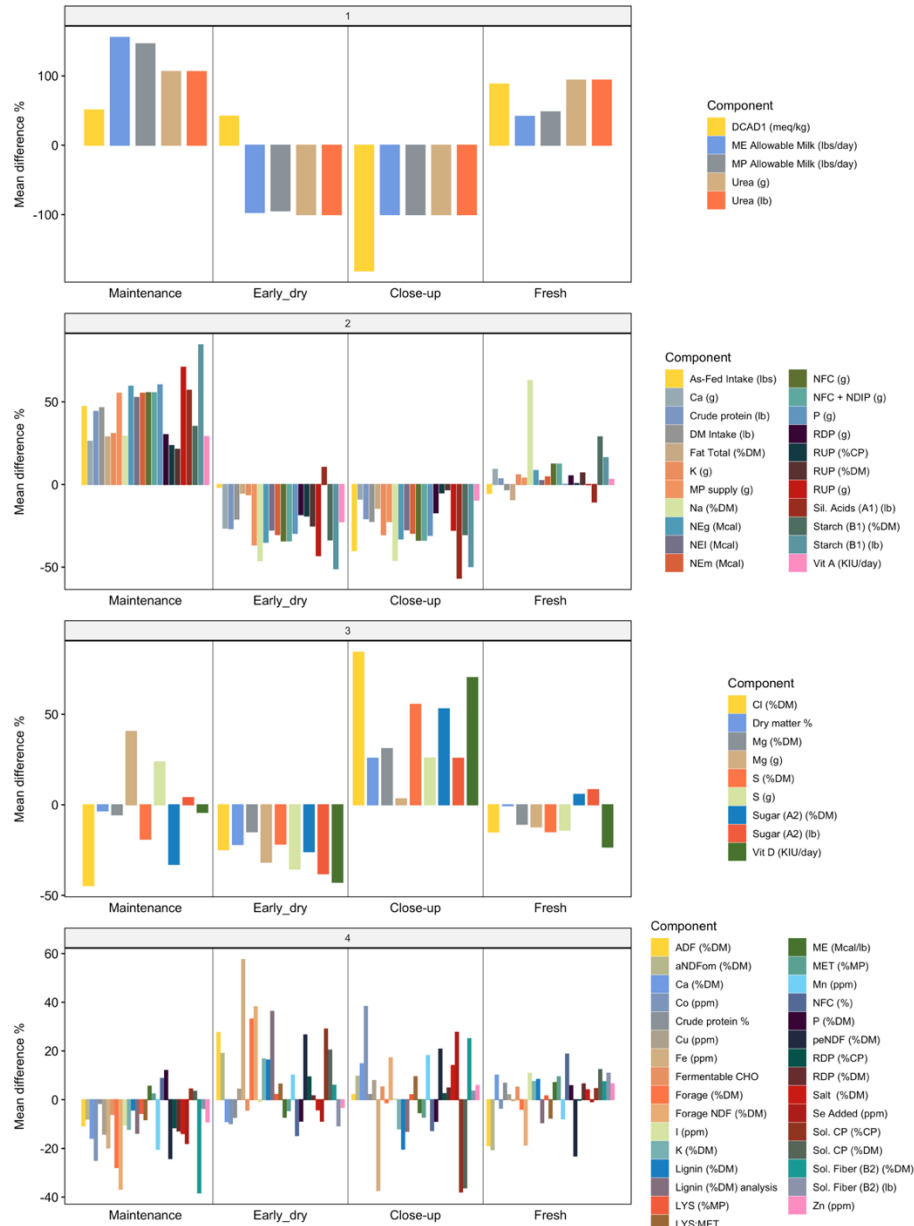 1
Mean difference %
100
0
-100
Maintenance Early_dry Close-up Fresh
Component
DCAD1 (meq/kg)
ME Allowable Milk (lbs/day)
MP Allowable Milk (lbs/day)
Urea (g)
Urea (lb)
2
Mean difference %
50
0
-50
Maintenance Early_dry Close-up Fresh
Component
As-Fed Intake (lbs)
Ca (g)
Crude protein (lb)
DM Intake (lb)
Fat Total (%DM)
K (g)
MP supply (g)
Na (%DM)
NEg (Mcal)
NEl (Mcal)
NEm (Mcal)
NFC (g)
NFC + NDIP (g)
P (g)
RDP (g)
RUP (%CP)
RUP (%DM)
RUP (g)
Sil. Acids (A1) (lb)
Starch (B1) (%DM)
Starch (B1) (lb)
Vit A (KIU/day)
3
Mean difference %
50
0
-50
Maintenance Early_dry Close-up Fresh
Component
Cl (%DM)
Dry matter %
Mg (%DM)
Mg (g)
S (%DM)
S (g)
Sugar (A2) (%DM)
Sugar (A2) (lb)
Vit D (KIU/day)
4
Mean difference %
60
40
20
0
-20
-40
Maintenance Early_dry Close-up Fresh
Component
ADF (%DM)
aNDFom (%DM)
Ca (%DM)
Co (ppm)
Crude protein %
Cu (ppm)
Fe (ppm)
Fermentable CHO
Forage (%DM)
Forage NDF (%DM)
I (ppm)
K (%DM)
Lignin (%DM)
Lignin (%DM) analysis
LYS (%MP)
LYS:MET
ME (Mcal/lb)
MET (%MP)
Mn (ppm)
NFC (%)
P (%DM)
peNDF (%DM)
RDP (%CP)
RDP (%DM)
Salt (%DM)
Se Added (ppm)
Sol. CP (%CP)
Sol. CP (%DM)
Sol. Fiber (B2) (%DM)
Sol. Fiber (B2) (lb)
Zn (ppm)